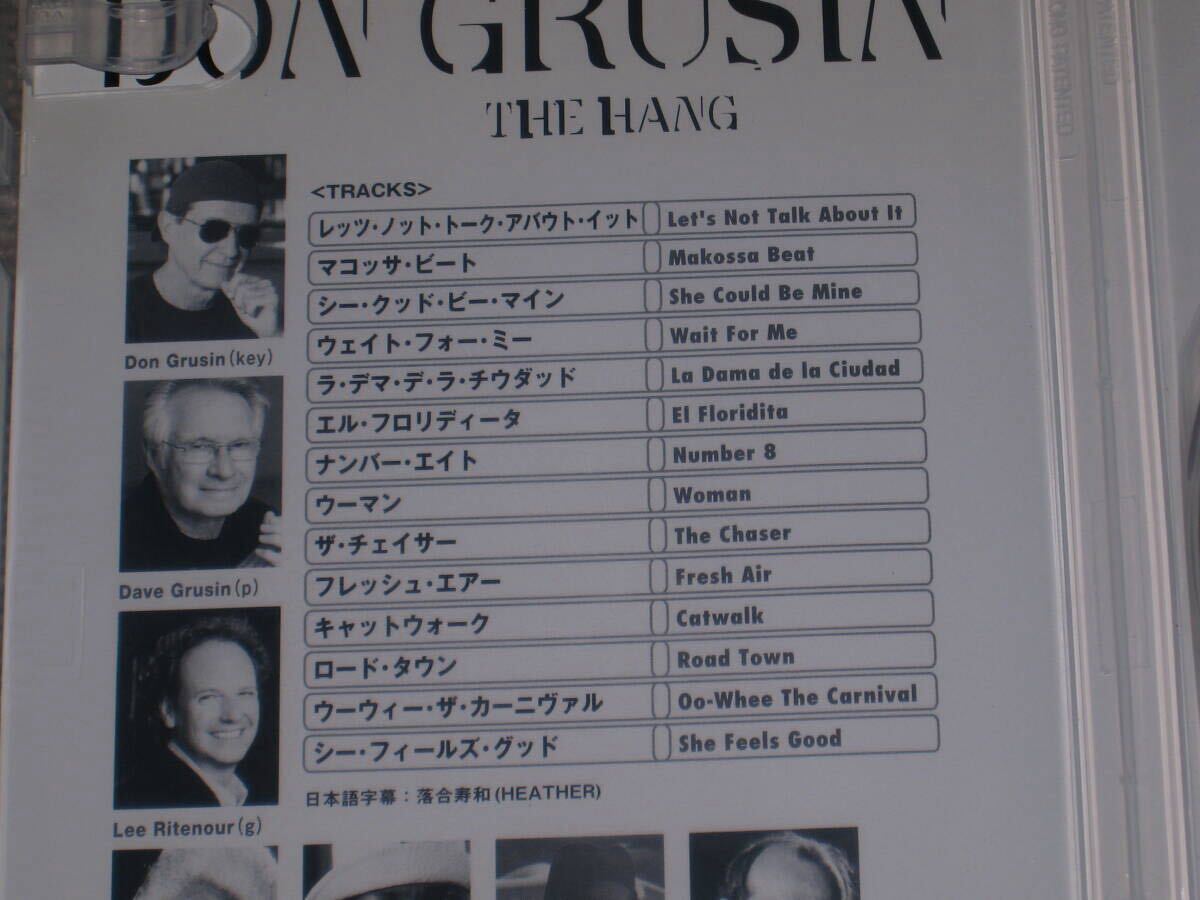 DON GRUSIN
THE HANG
<TRACKS>
レッツ・ノット・トーク・アバウト・イット Let's Not Talk About It
マコッサ・ビート Makossa Beat
シー・クッド・ビー・マイン She Could Be Mine
ウェイト・フォー・ミー Wait For Me
ラ・デマ・デ・ラ・チウダッド La Dama de la Ciudad
エル・フロリディータ El Floridita
ナンバー・エイト Number 8
ウーマン Woman
ザ・チェイサー The Chaser
フレッシュ・エアー Fresh Air
キャットウォーク Catwalk
ロード・タウン Road Town
ウーウィー・ザ・カーニヴァル Oo-Whee The Carnival
シー・フィールズ・グッド She Feels Good
日本語字幕：落合寿和(HEATHER)
Don Grusin(key)
Dave Grusin(p)
Lee Ritenour(g)